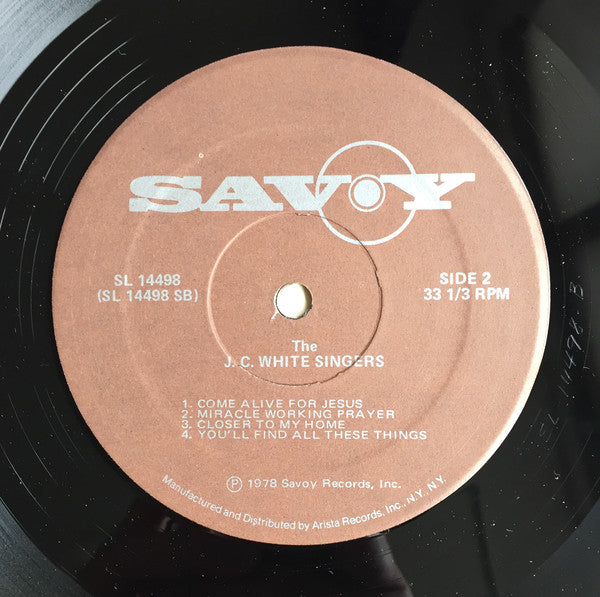 SAVOY
SL 14498
(SL 14498 SB)
SIDE 2
33 1/3 RPM
The
J. C. WHITE SINGERS
1. COME ALIVE FOR JESUS
2. MIRACLE WORKING PRAYER
3. CLOSER TO MY HOME
4. YOU'LL FIND ALL THESE THINGS
Ⓟ 1978 Savoy Records, Inc.
Manufactured and Distributed by Arista Records, Inc., N.Y., N.Y.
SL 14498 B